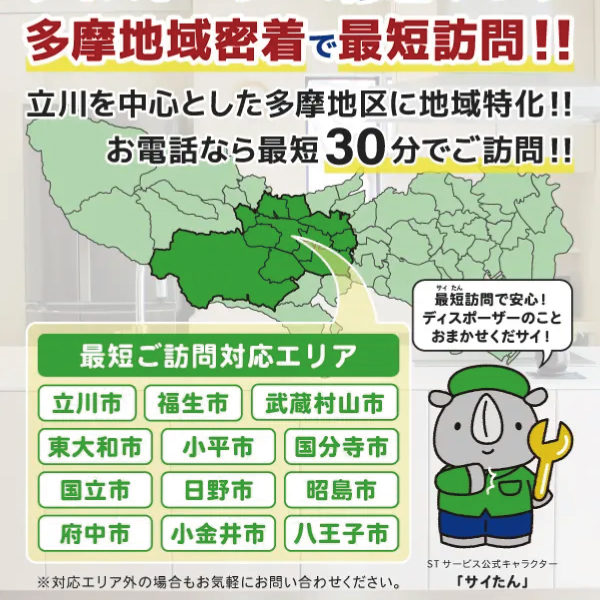 多摩地域密着で最短訪問!!
立川を中心とした多摩地区に地域特化!!
お電話なら最短30分でご訪問!!
サイ たん
最短訪問で安心!
ディスポーザーのこと
おまかせくだサイ!
最短ご訪問対応エリア
立川市 福生市 武蔵村山市
東大和市 小平市 国分寺市
国立市 日野市 昭島市
府中市 小金井市 八王子市
STサービス公式キャラクター
「サイたん」
※対応エリア外の場合もお気軽にお問い合わせください。